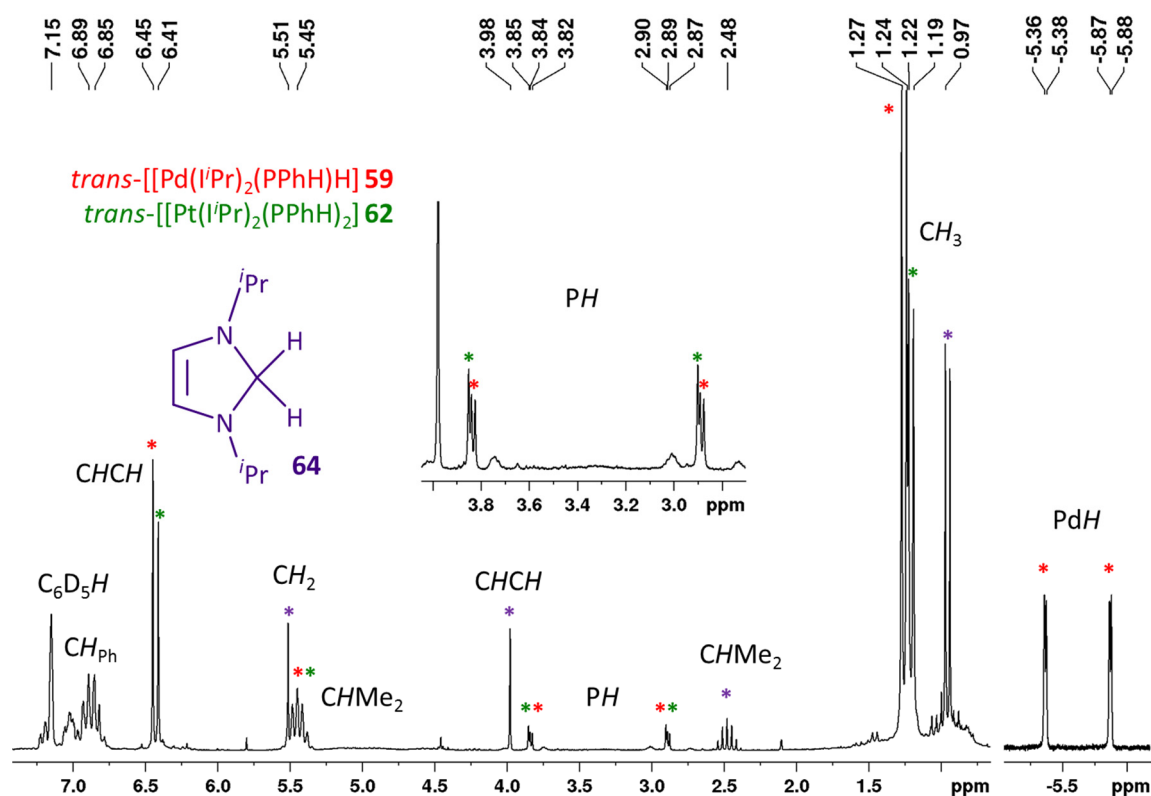 7.15 6.89 6.85 6.45 6.41 5.51 5.45 3.98 3.85 3.84 3.82 2.90 2.89 2.87 2.48 1.27 1.24 1.22 1.19 0.97 -5.36 -5.38 -5.87 -5.88
trans-[[Pd(IⁱPr)₂(PPhH)H] 59
trans-[[Pt(IⁱPr)₂(PPhH)₂] 62
ⁱPr
N
H
H
N
ⁱPr
64
*
*
CH₃
*
*
PH
* * * *
3.8 3.6 3.4 3.2 3.0 ppm
*
CHCH
*
C₆D₅H
CH_Ph
CH₂
*
* *
CHMe₂
CHCH
*
* *
PH
* *
CHMe₂
*
PdH
* *
7.0 6.5 6.0 5.5 5.0 4.5 4.0 3.5 3.0 2.5 2.0 1.5 ppm
-5.5 ppm